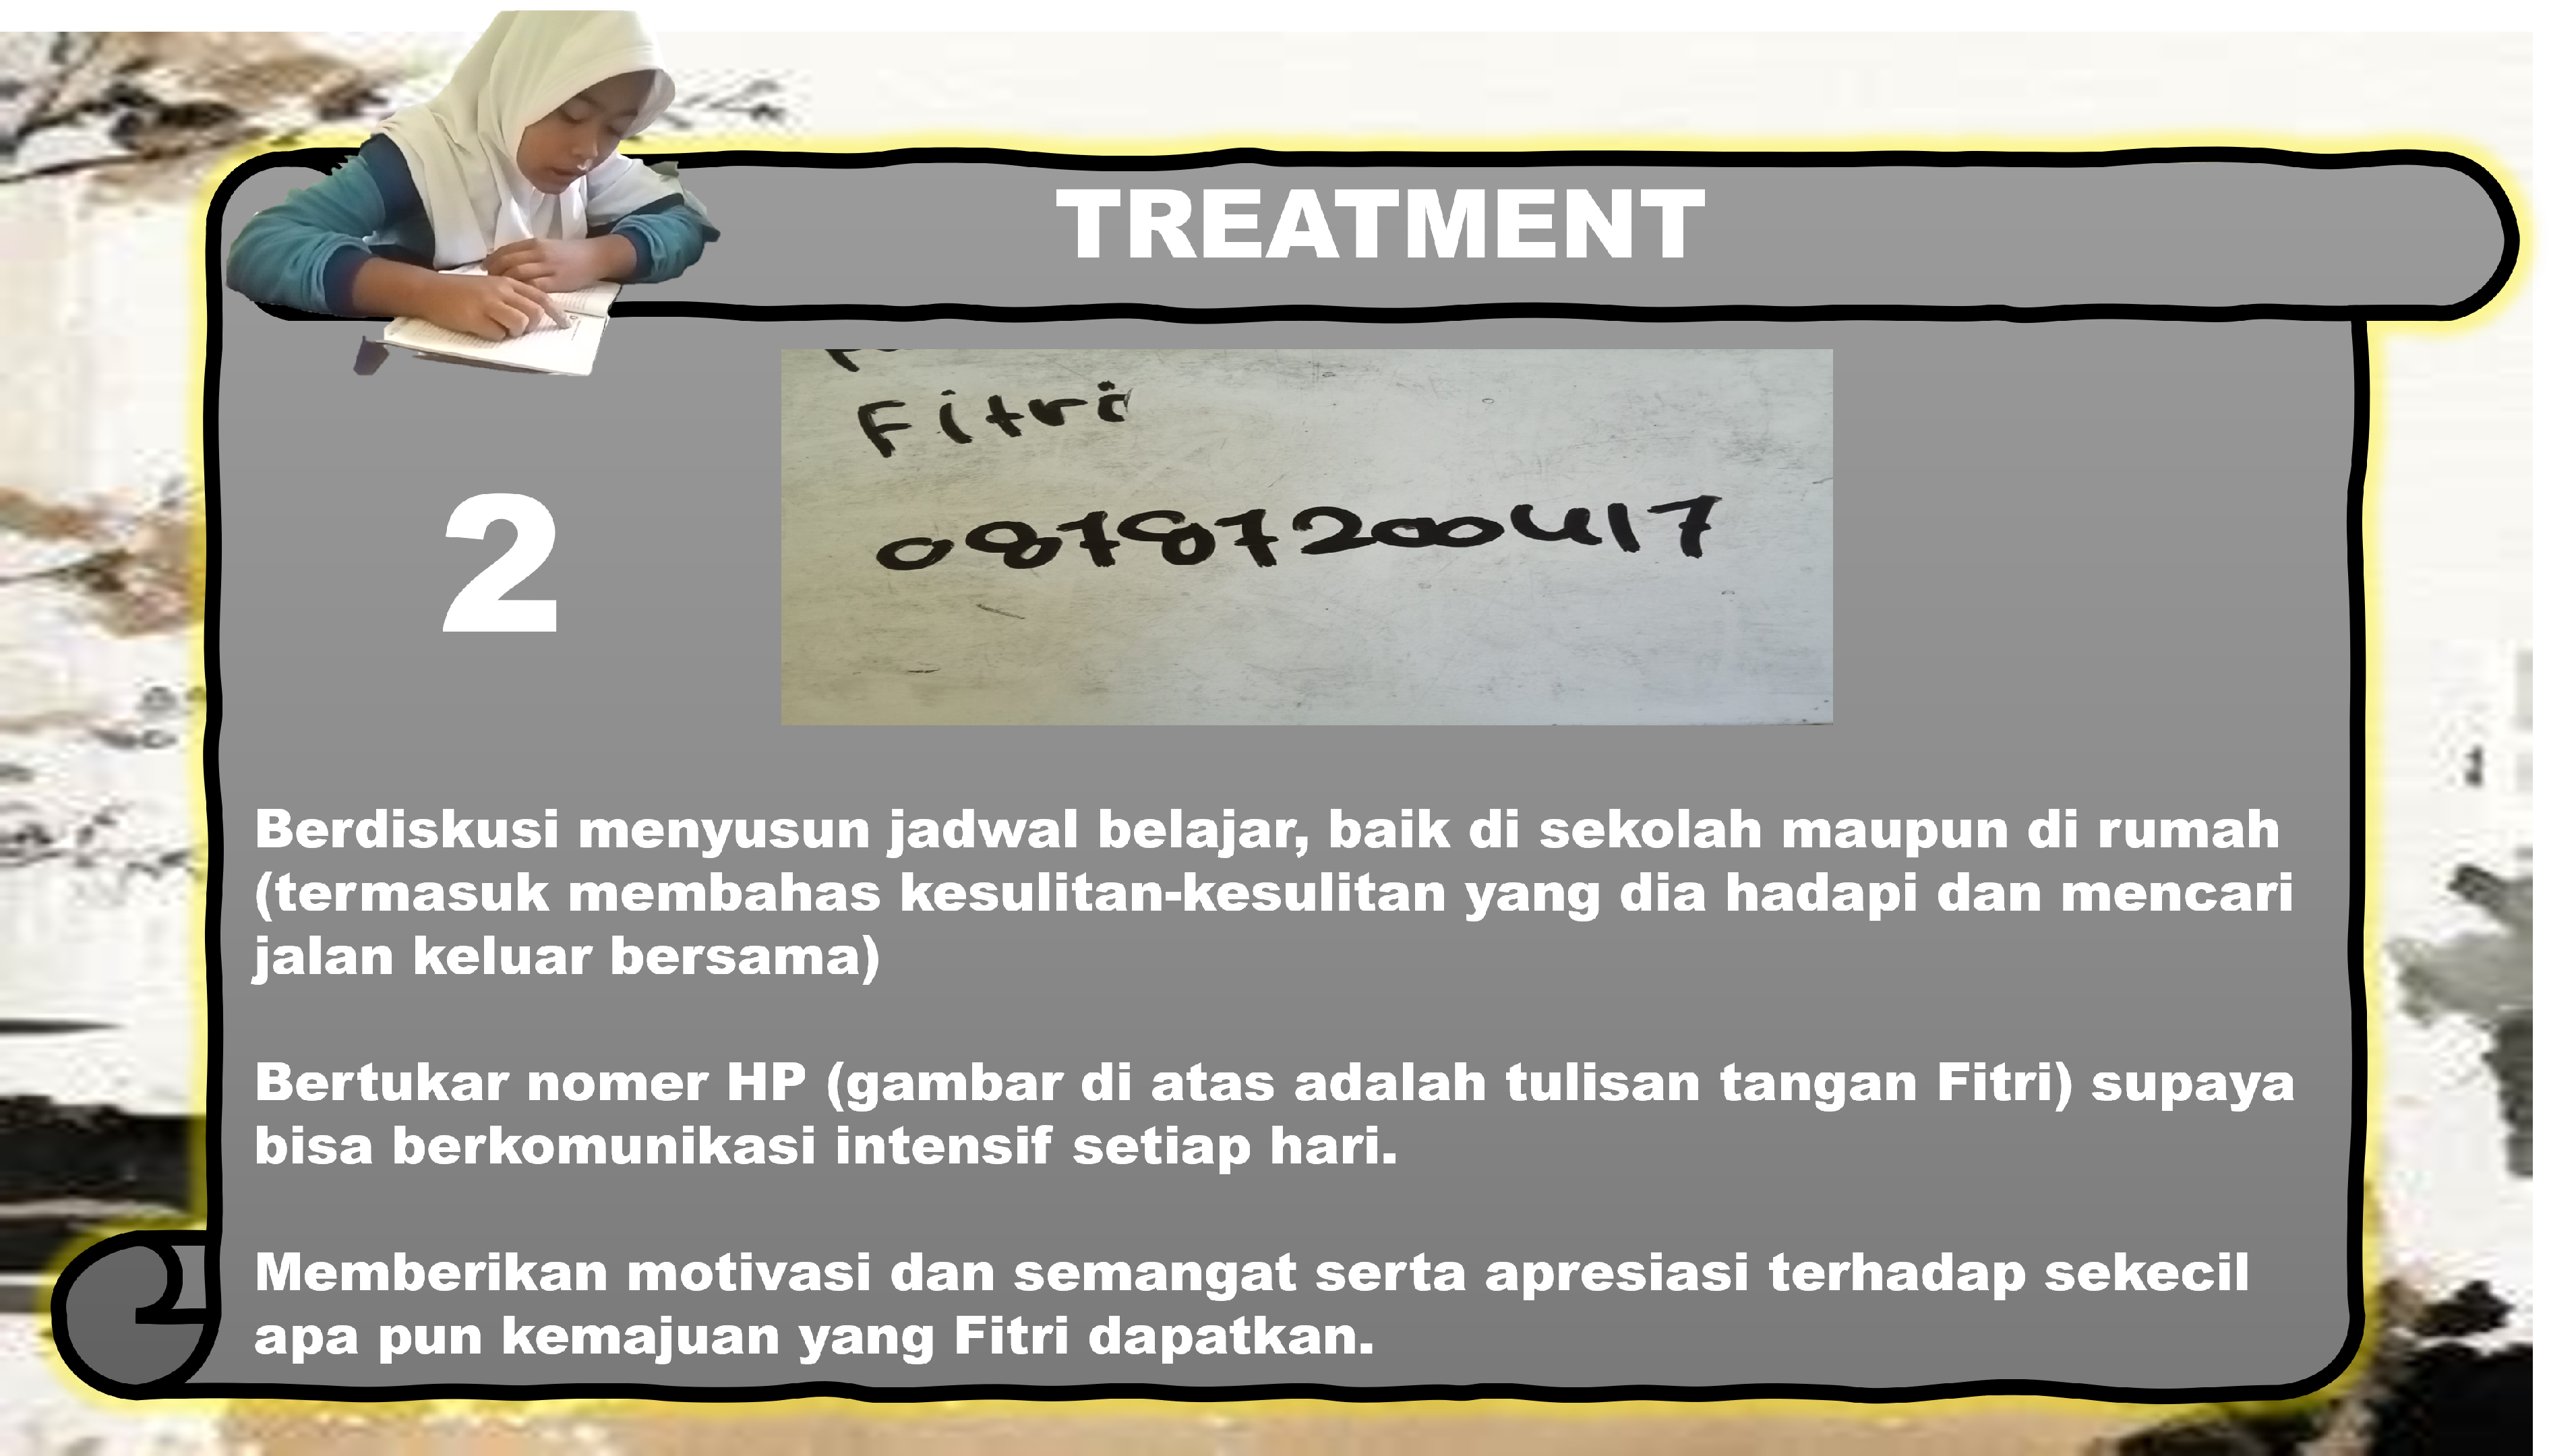 TREATMENT
Fitri
087872000417
2
Berdiskusi menyusun jadwal belajar, baik di sekolah maupun di rumah
(termasuk membahas kesulitan-kesulitan yang dia hadapi dan mencari
jalan keluar bersama)
Bertukar nomer HP (gambar di atas adalah tulisan tangan Fitri) supaya
bisa berkomunikasi intensif setiap hari.
Memberikan motivasi dan semangat serta apresiasi terhadap sekecil
apa pun kemajuan yang Fitri dapatkan.